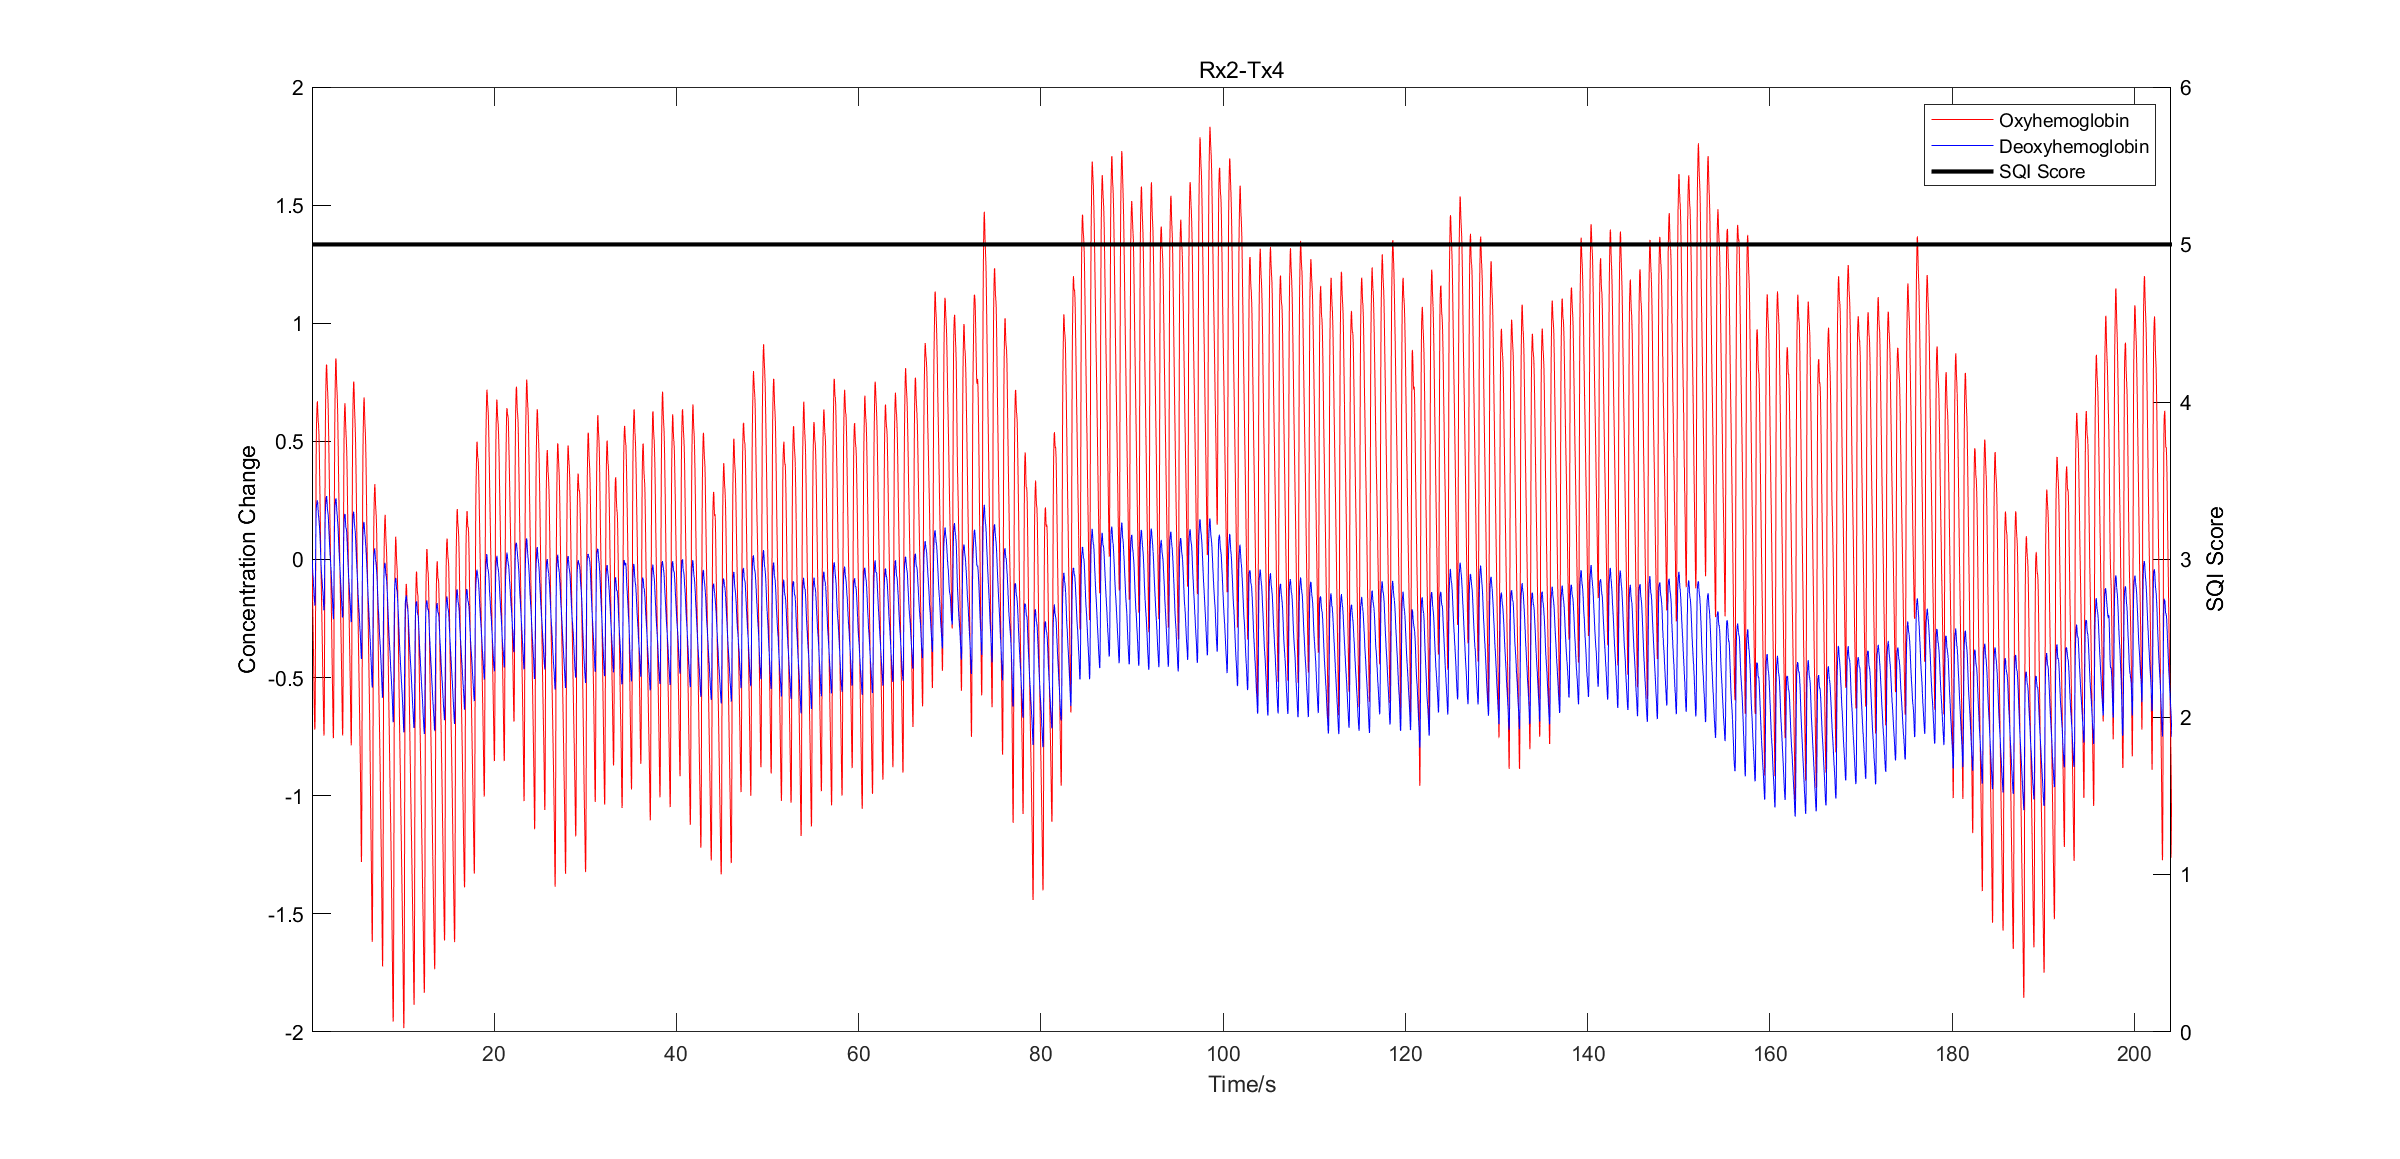 Rx2-Tx4
2
1.5
1
0.5
0
-0.5
-1
-1.5
-2
Concentration Change
6
5
4
3
2
1
0
SQI Score
Oxyhemoglobin
Deoxyhemoglobin
SQI Score
20 40 60 80 100 120 140 160 180 200
Time/s